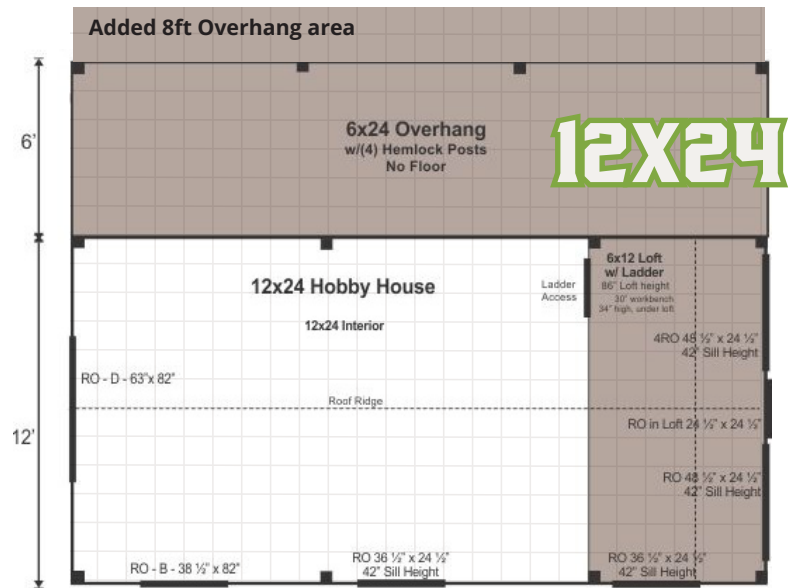 Added 8ft Overhang area
6'
6x24 Overhang
w/(4) Hemlock Posts
No Floor
12X24
12x24 Hobby House
12x24 Interior
Ladder
Access
6x12 Loft
w/ Ladder
86" Loft height
30" workbench
34" high, under loft
4RO 48 ½" x 24 ½"
42" Sill Height
RO - D - 63"x 82"
Roof Ridge
RO in Loft 24 ½" x 24 ½"
12'
RO 48 ½" x 24 ½"
42" Sill Height
RO - B - 38 ½" x 82"
RO 36 ½" x 24 ½"
42" Sill Height
RO 36 ½" x 24 ½"
42" Sill Height